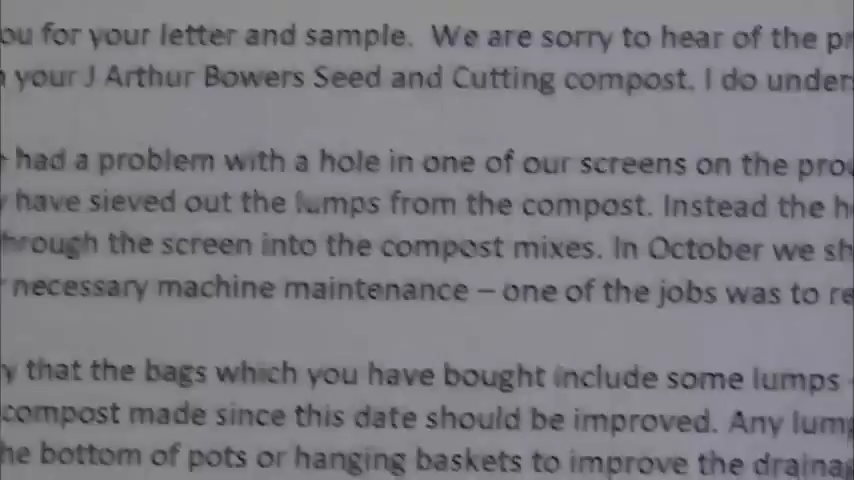 ou for your letter and sample. We are sorry to hear of the pr
your J Arthur Bowers Seed and Cutting compost. I do under
had a problem with a hole in one of our screens on the pro
have sieved out the lumps from the compost. Instead the h
hrough the screen into the compost mixes. In October we sh
necessary machine maintenance – one of the jobs was to re
y that the bags which you have bought include some lumps
compost made since this date should be improved. Any lump
he bottom of pots or hanging baskets to improve the draina